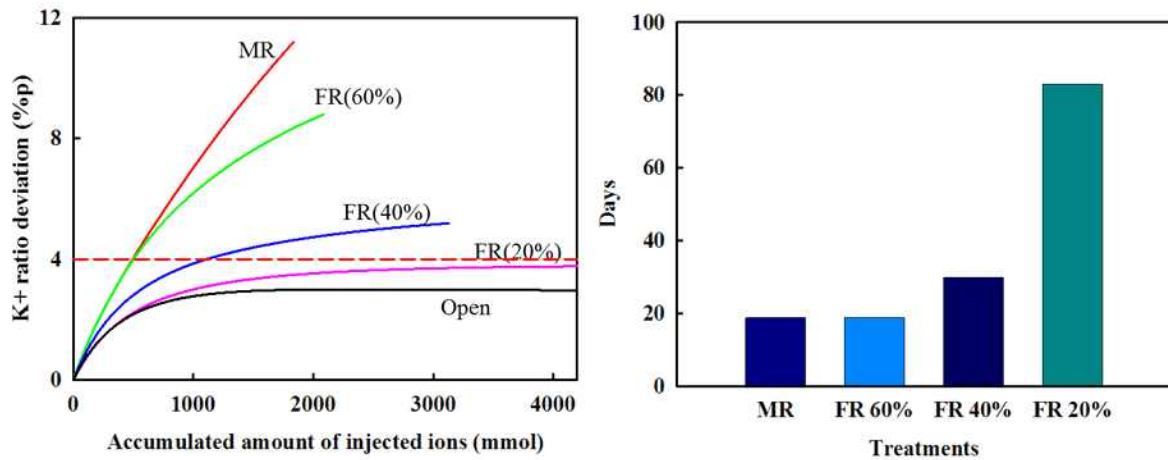 K+ ratio deviation (%p)
12
8
4
0
MR
FR(60%)
FR(40%)
FR(20%)
Open
0 1000 2000 3000 4000
Accumulated amount of injected ions (mmol)
Days
100
80
60
40
20
0
MR FR 60% FR 40% FR 20%
Treatments